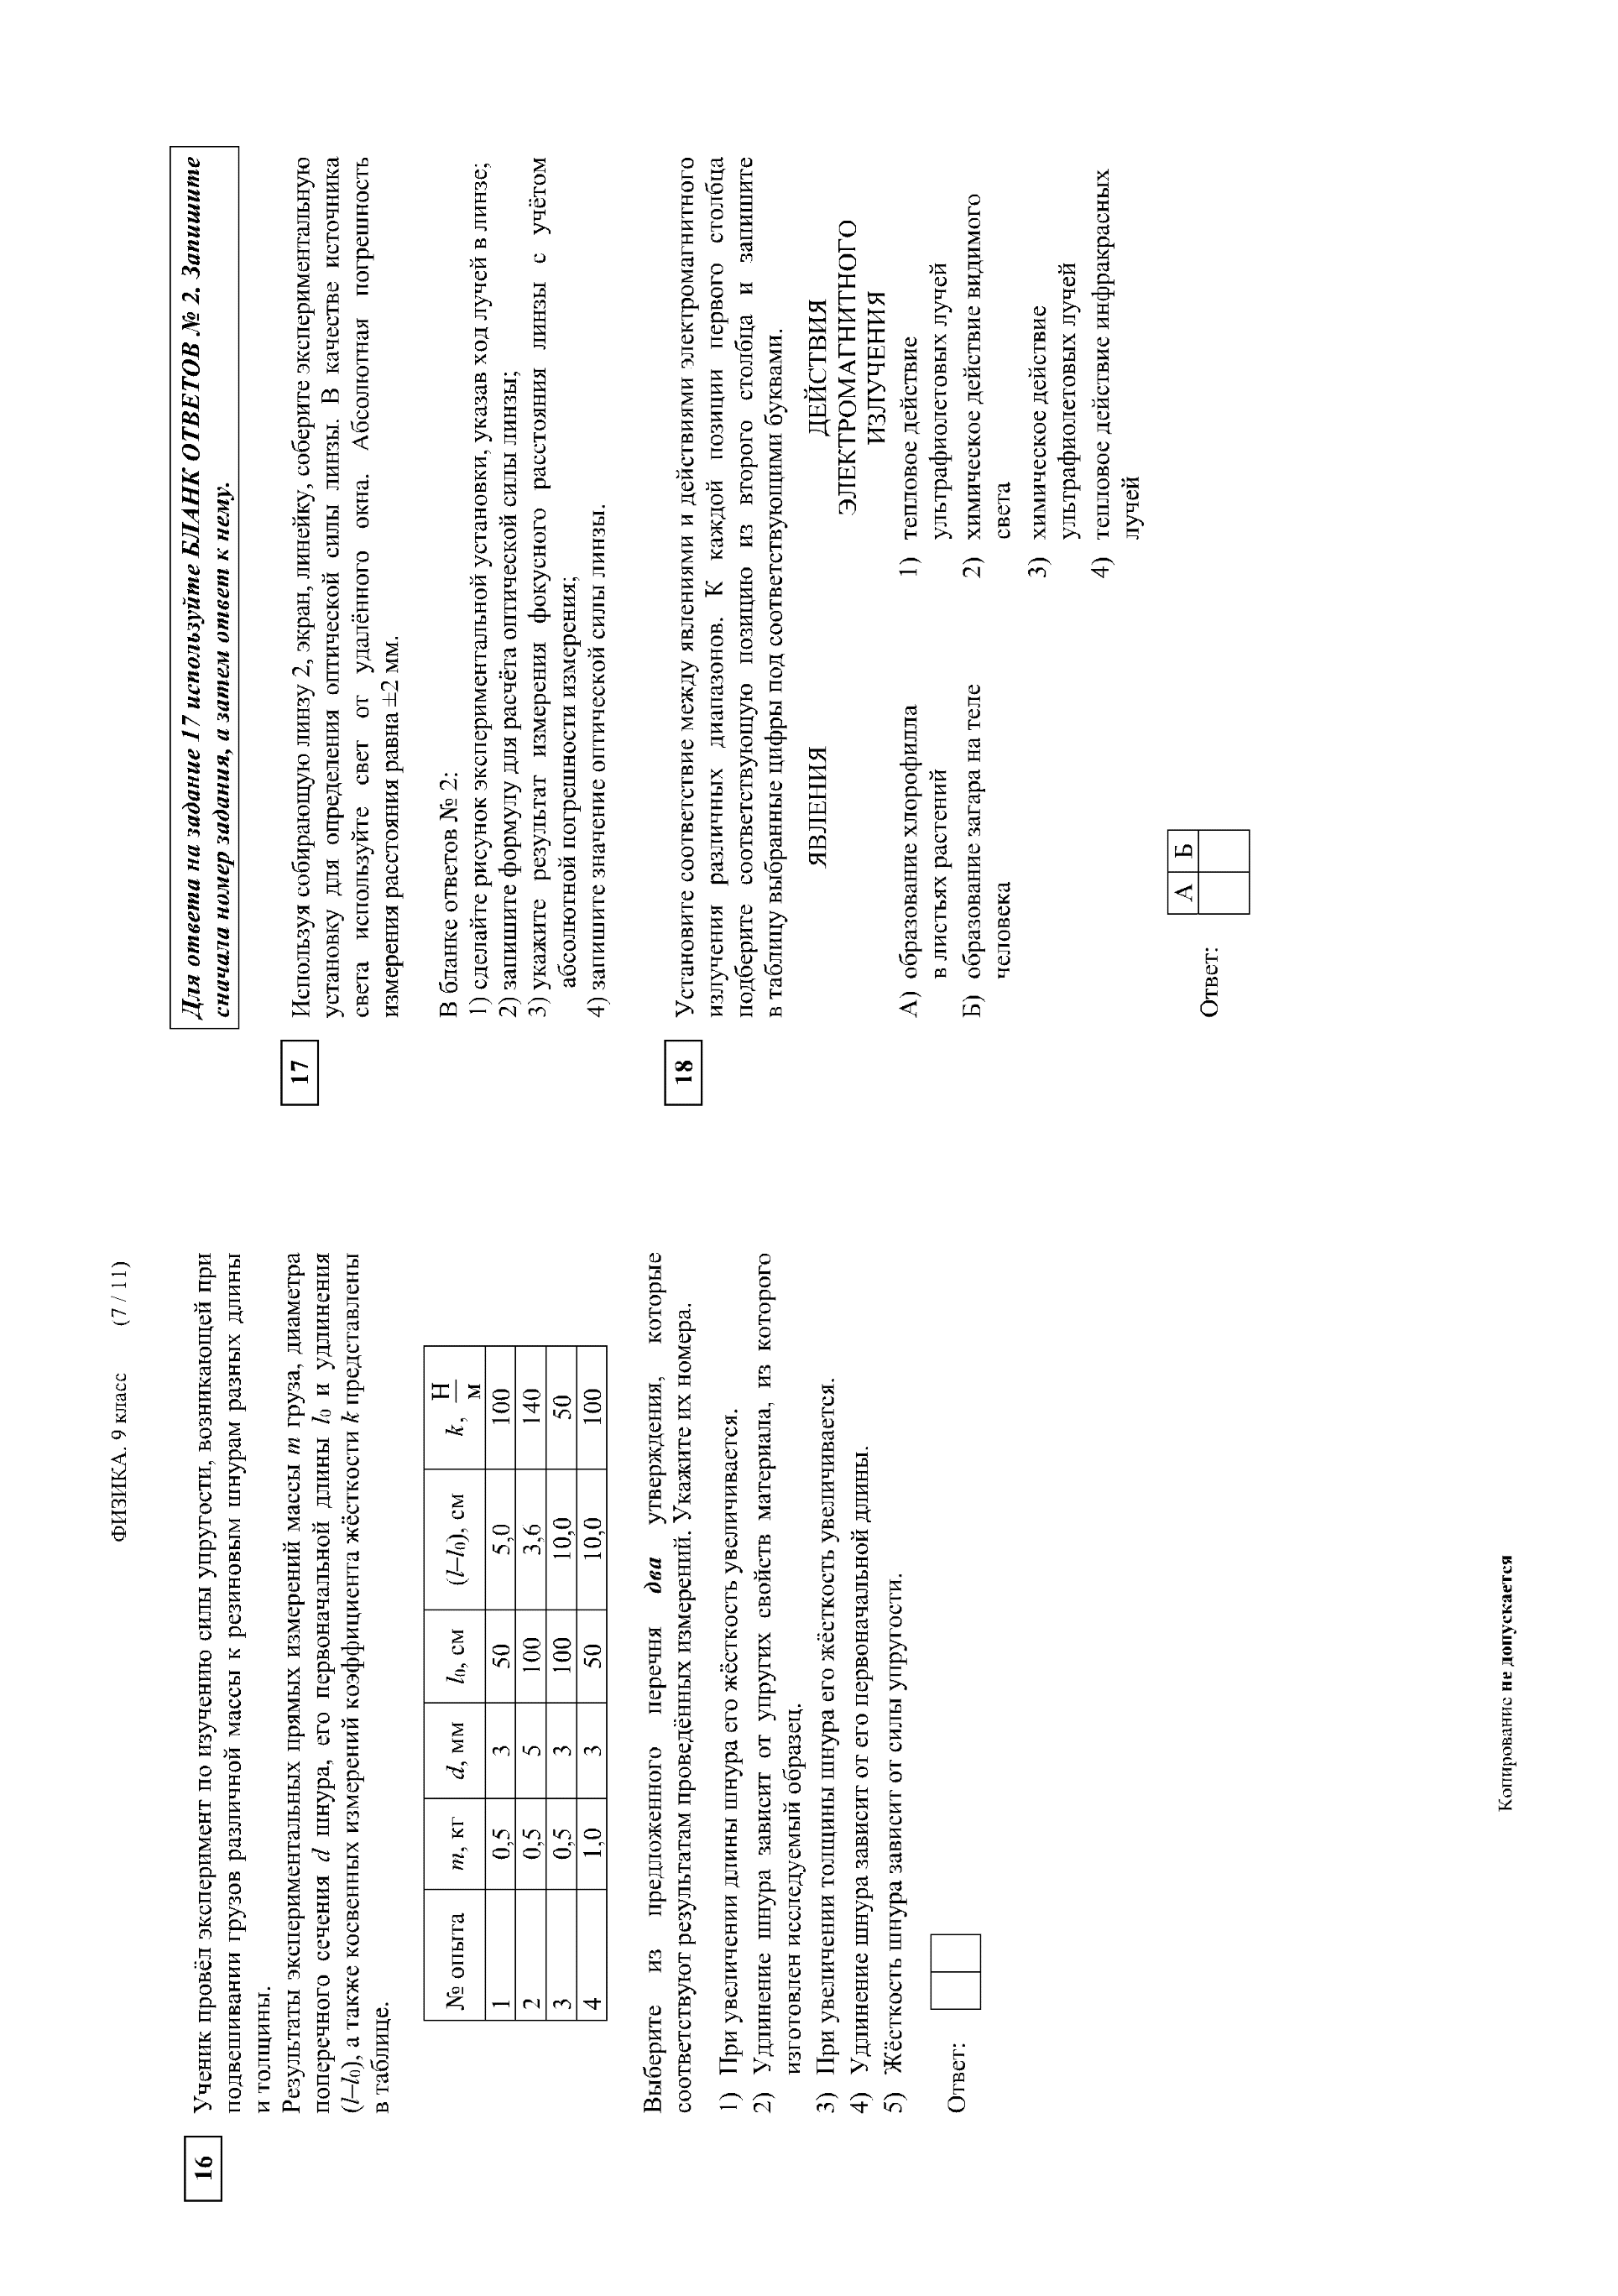 ФИЗИКА. 9 класс (7 / 11)
16
Ученик провёл эксперимент по изучению силы упругости, возникающей при
подвешивании грузов различной массы к резиновым шнурам разных длины
и толщины.
Результаты экспериментальных прямых измерений массы m груза, диаметра
поперечного сечения d шнура, его первоначальной длины l₀ и удлинения
(l–l₀), а также косвенных измерений коэффициента жёсткости k представлены
в таблице.
№ опыта m, кг d, мм l₀, см (l–l₀), см k, Н/м
1 0,5 3 50 5,0 100
2 0,5 5 100 3,6 140
3 0,5 3 100 10,0 50
4 1,0 3 50 10,0 100
Выберите из предложенного перечня два утверждения, которые
соответствуют результатам проведённых измерений. Укажите их номера.
1) При увеличении длины шнура его жёсткость увеличивается.
2) Удлинение шнура зависит от упругих свойств материала, из которого
изготовлен исследуемый образец.
3) При увеличении толщины шнура его жёсткость увеличивается.
4) Удлинение шнура зависит от его первоначальной длины.
5) Жёсткость шнура зависит от силы упругости.
Ответ:
Для ответа на задание 17 используйте БЛАНК ОТВЕТОВ № 2. Запишите
сначала номер задания, а затем ответ к нему.
17
Используя собирающую линзу 2, экран, линейку, соберите экспериментальную
установку для определения оптической силы линзы. В качестве источника
света используйте свет от удалённого окна. Абсолютная погрешность
измерения расстояния равна ±2 мм.
В бланке ответов № 2:
1) сделайте рисунок экспериментальной установки, указав ход лучей в линзе;
2) запишите формулу для расчёта оптической силы линзы;
3) укажите результат измерения фокусного расстояния линзы с учётом
абсолютной погрешности измерения;
4) запишите значение оптической силы линзы.
18
Установите соответствие между явлениями и действиями электромагнитного
излучения различных диапазонов. К каждой позиции первого столбца
подберите соответствующую позицию из второго столбца и запишите
в таблицу выбранные цифры под соответствующими буквами.
ЯВЛЕНИЯ
А) образование хлорофилла
в листьях растений
Б) образование загара на теле
человека
ДЕЙСТВИЯ
ЭЛЕКТРОМАГНИТНОГО
ИЗЛУЧЕНИЯ
1) тепловое действие
ультрафиолетовых лучей
2) химическое действие видимого
света
3) химическое действие
ультрафиолетовых лучей
4) тепловое действие инфракрасных
лучей
Ответ:
А Б
Копирование не допускается